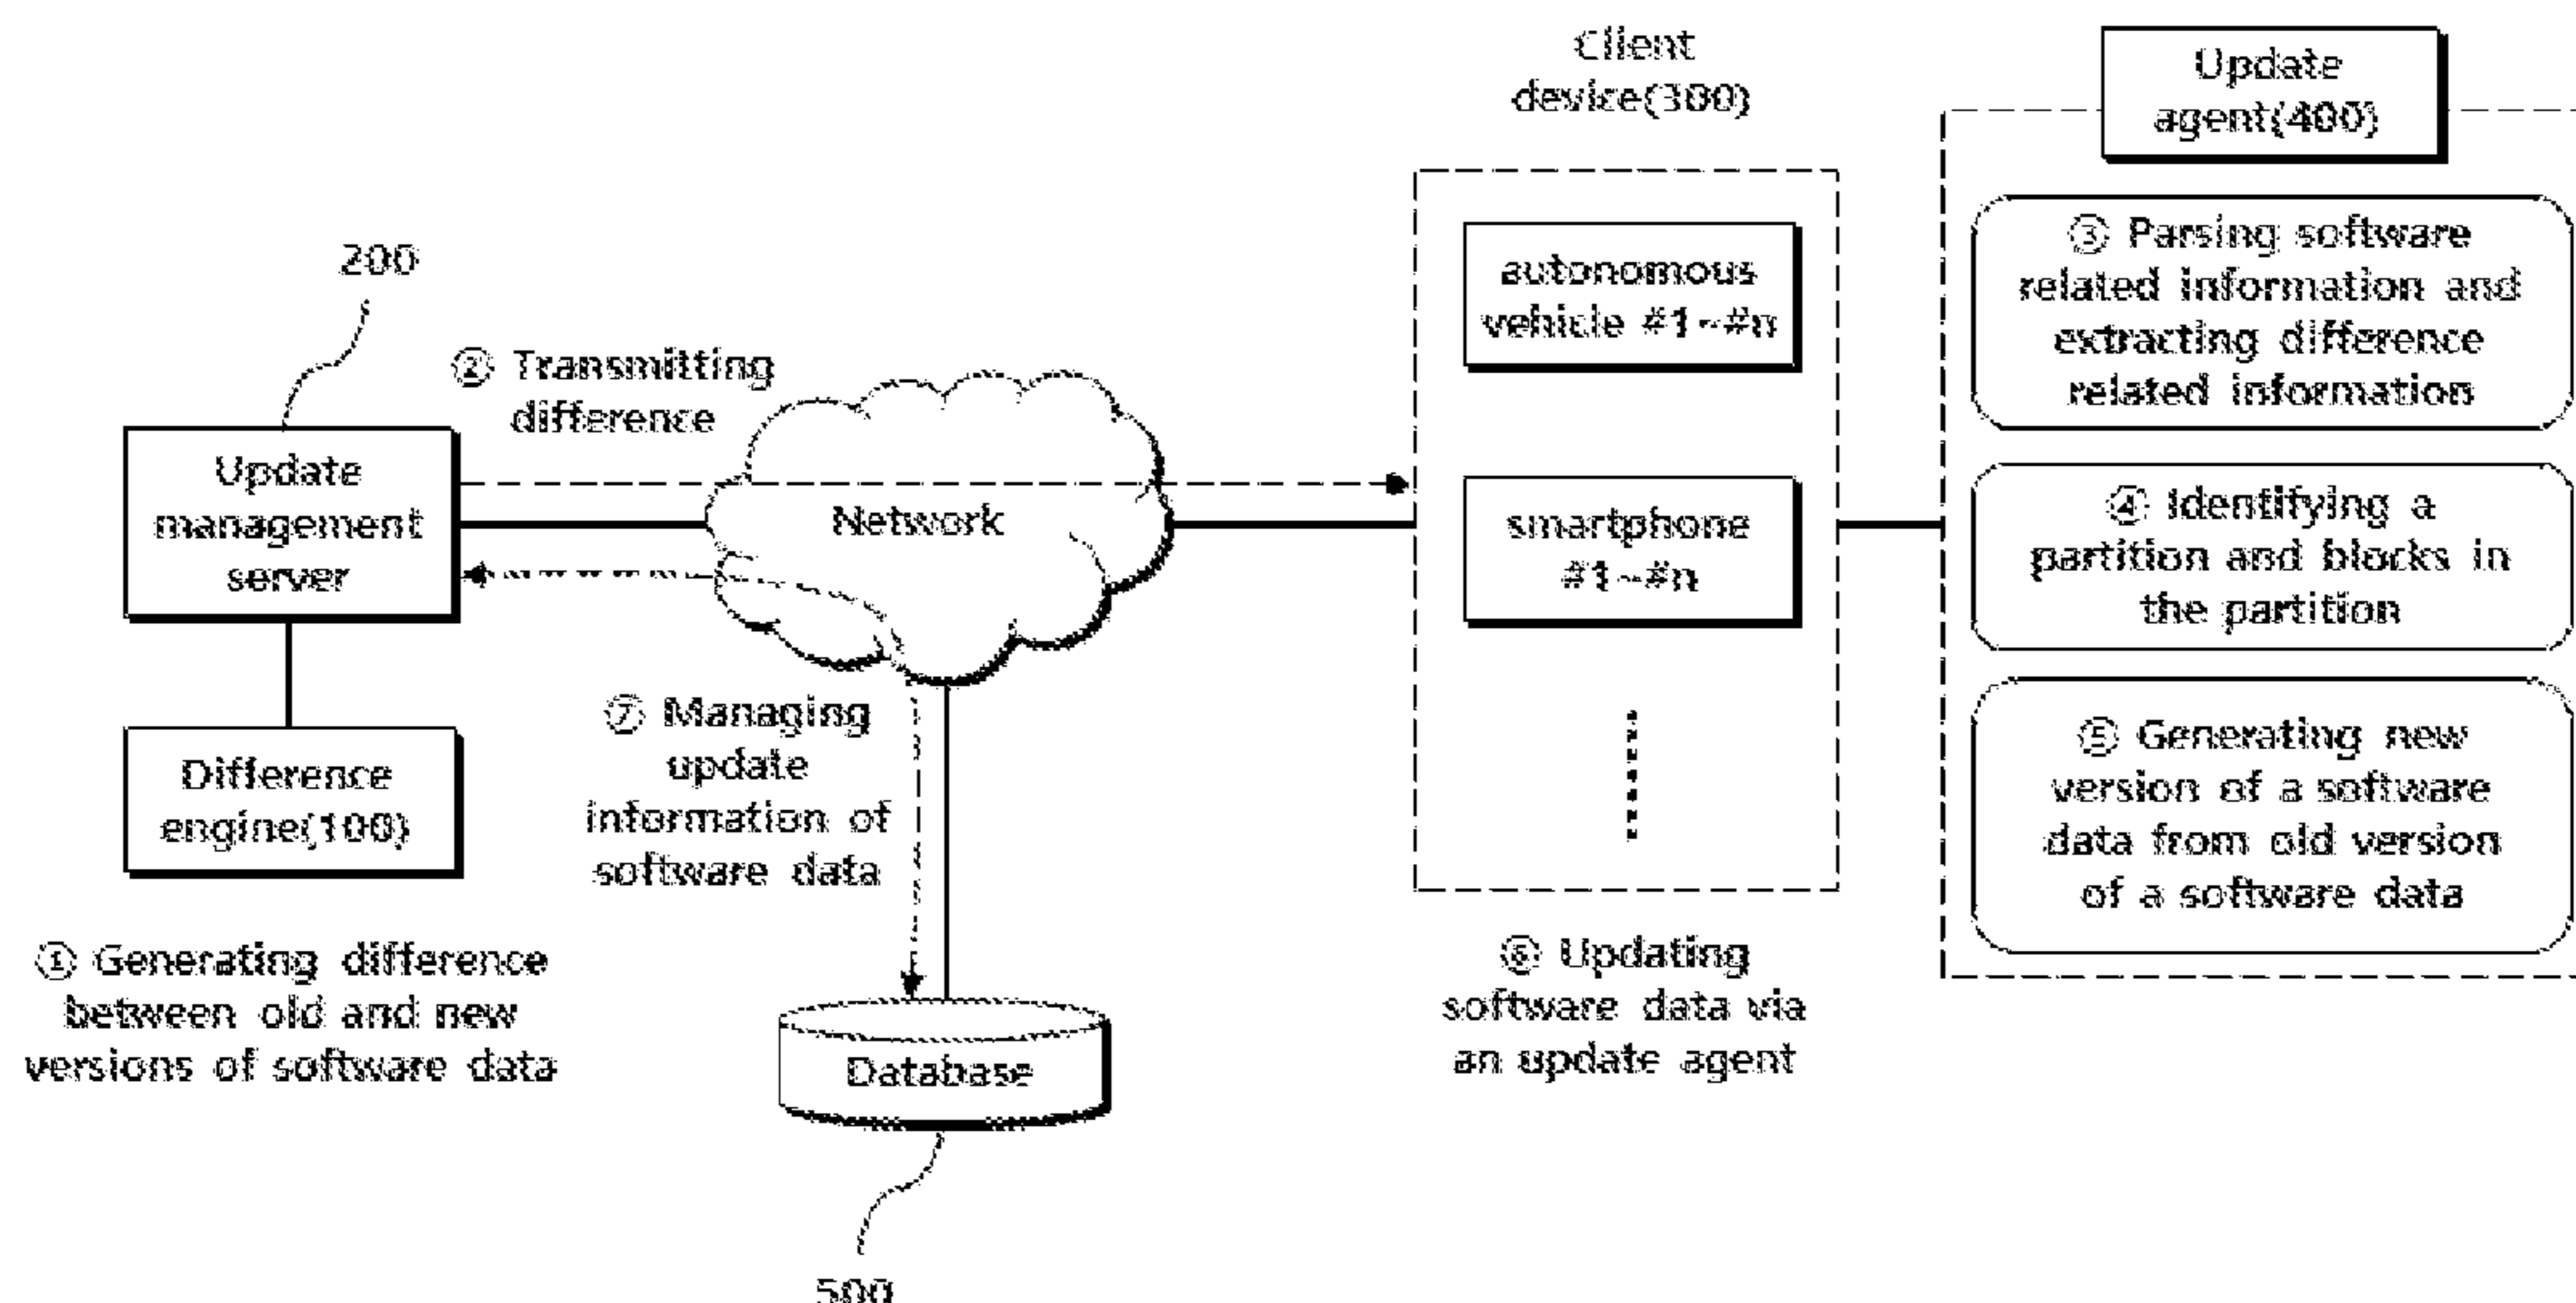 200
② Transmitting
difference
Update
management
server
Difference
engine(100)
① Generating difference
between old and new
versions of software data
Network
⑦ Managing
update
information of
software data
Database
500
Client
device(300)
autonomous
vehicle #1~#n
smartphone
#1~#n
⑥ Updating
software data via
an update agent
Update
agent(400)
③ Parsing software
related information and
extracting difference
related information
④ Identifying a
partition and blocks in
the partition
⑤ Generating new
version of a software
data from old version
of a software data